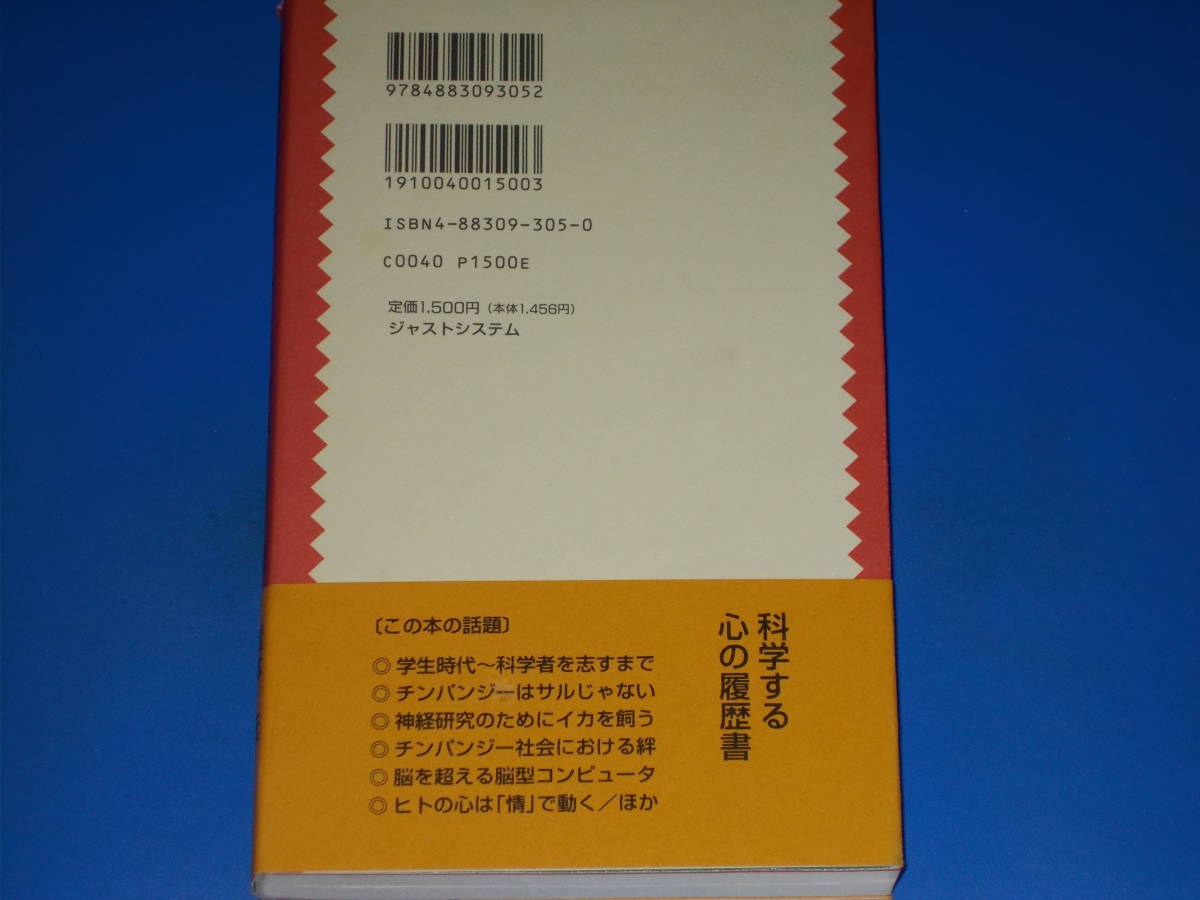 9784883093052
1910040015003
ISBN4-88309-305-0
C0040 P1500E
定価1,500円（本体1,456円）
ジャストシステム
科学する
心の履歴書
〔この本の話題〕
◎ 学生時代～科学者を志すまで
◎ チンパンジーはサルじゃない
◎ 神経研究のためにイカを飼う
◎ チンパンジー社会における絆
◎ 脳を超える脳型コンピュータ
◎ ヒトの心は「情」で動く／ほか